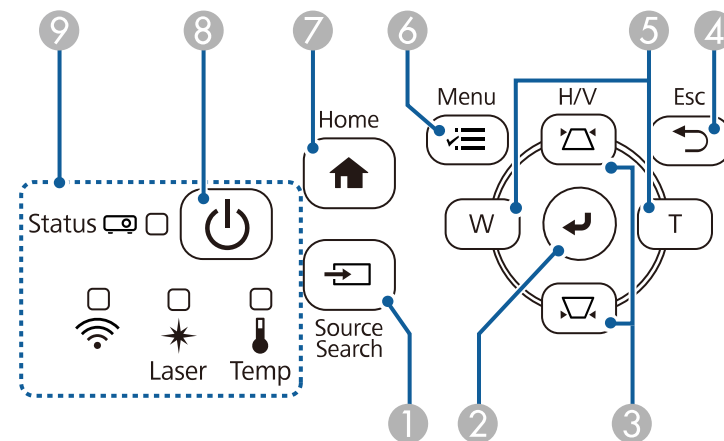 9 8 7 6 5 4
Menu H/V Esc
Home
Status
W T
Source
Search
Laser Temp
1 2 3